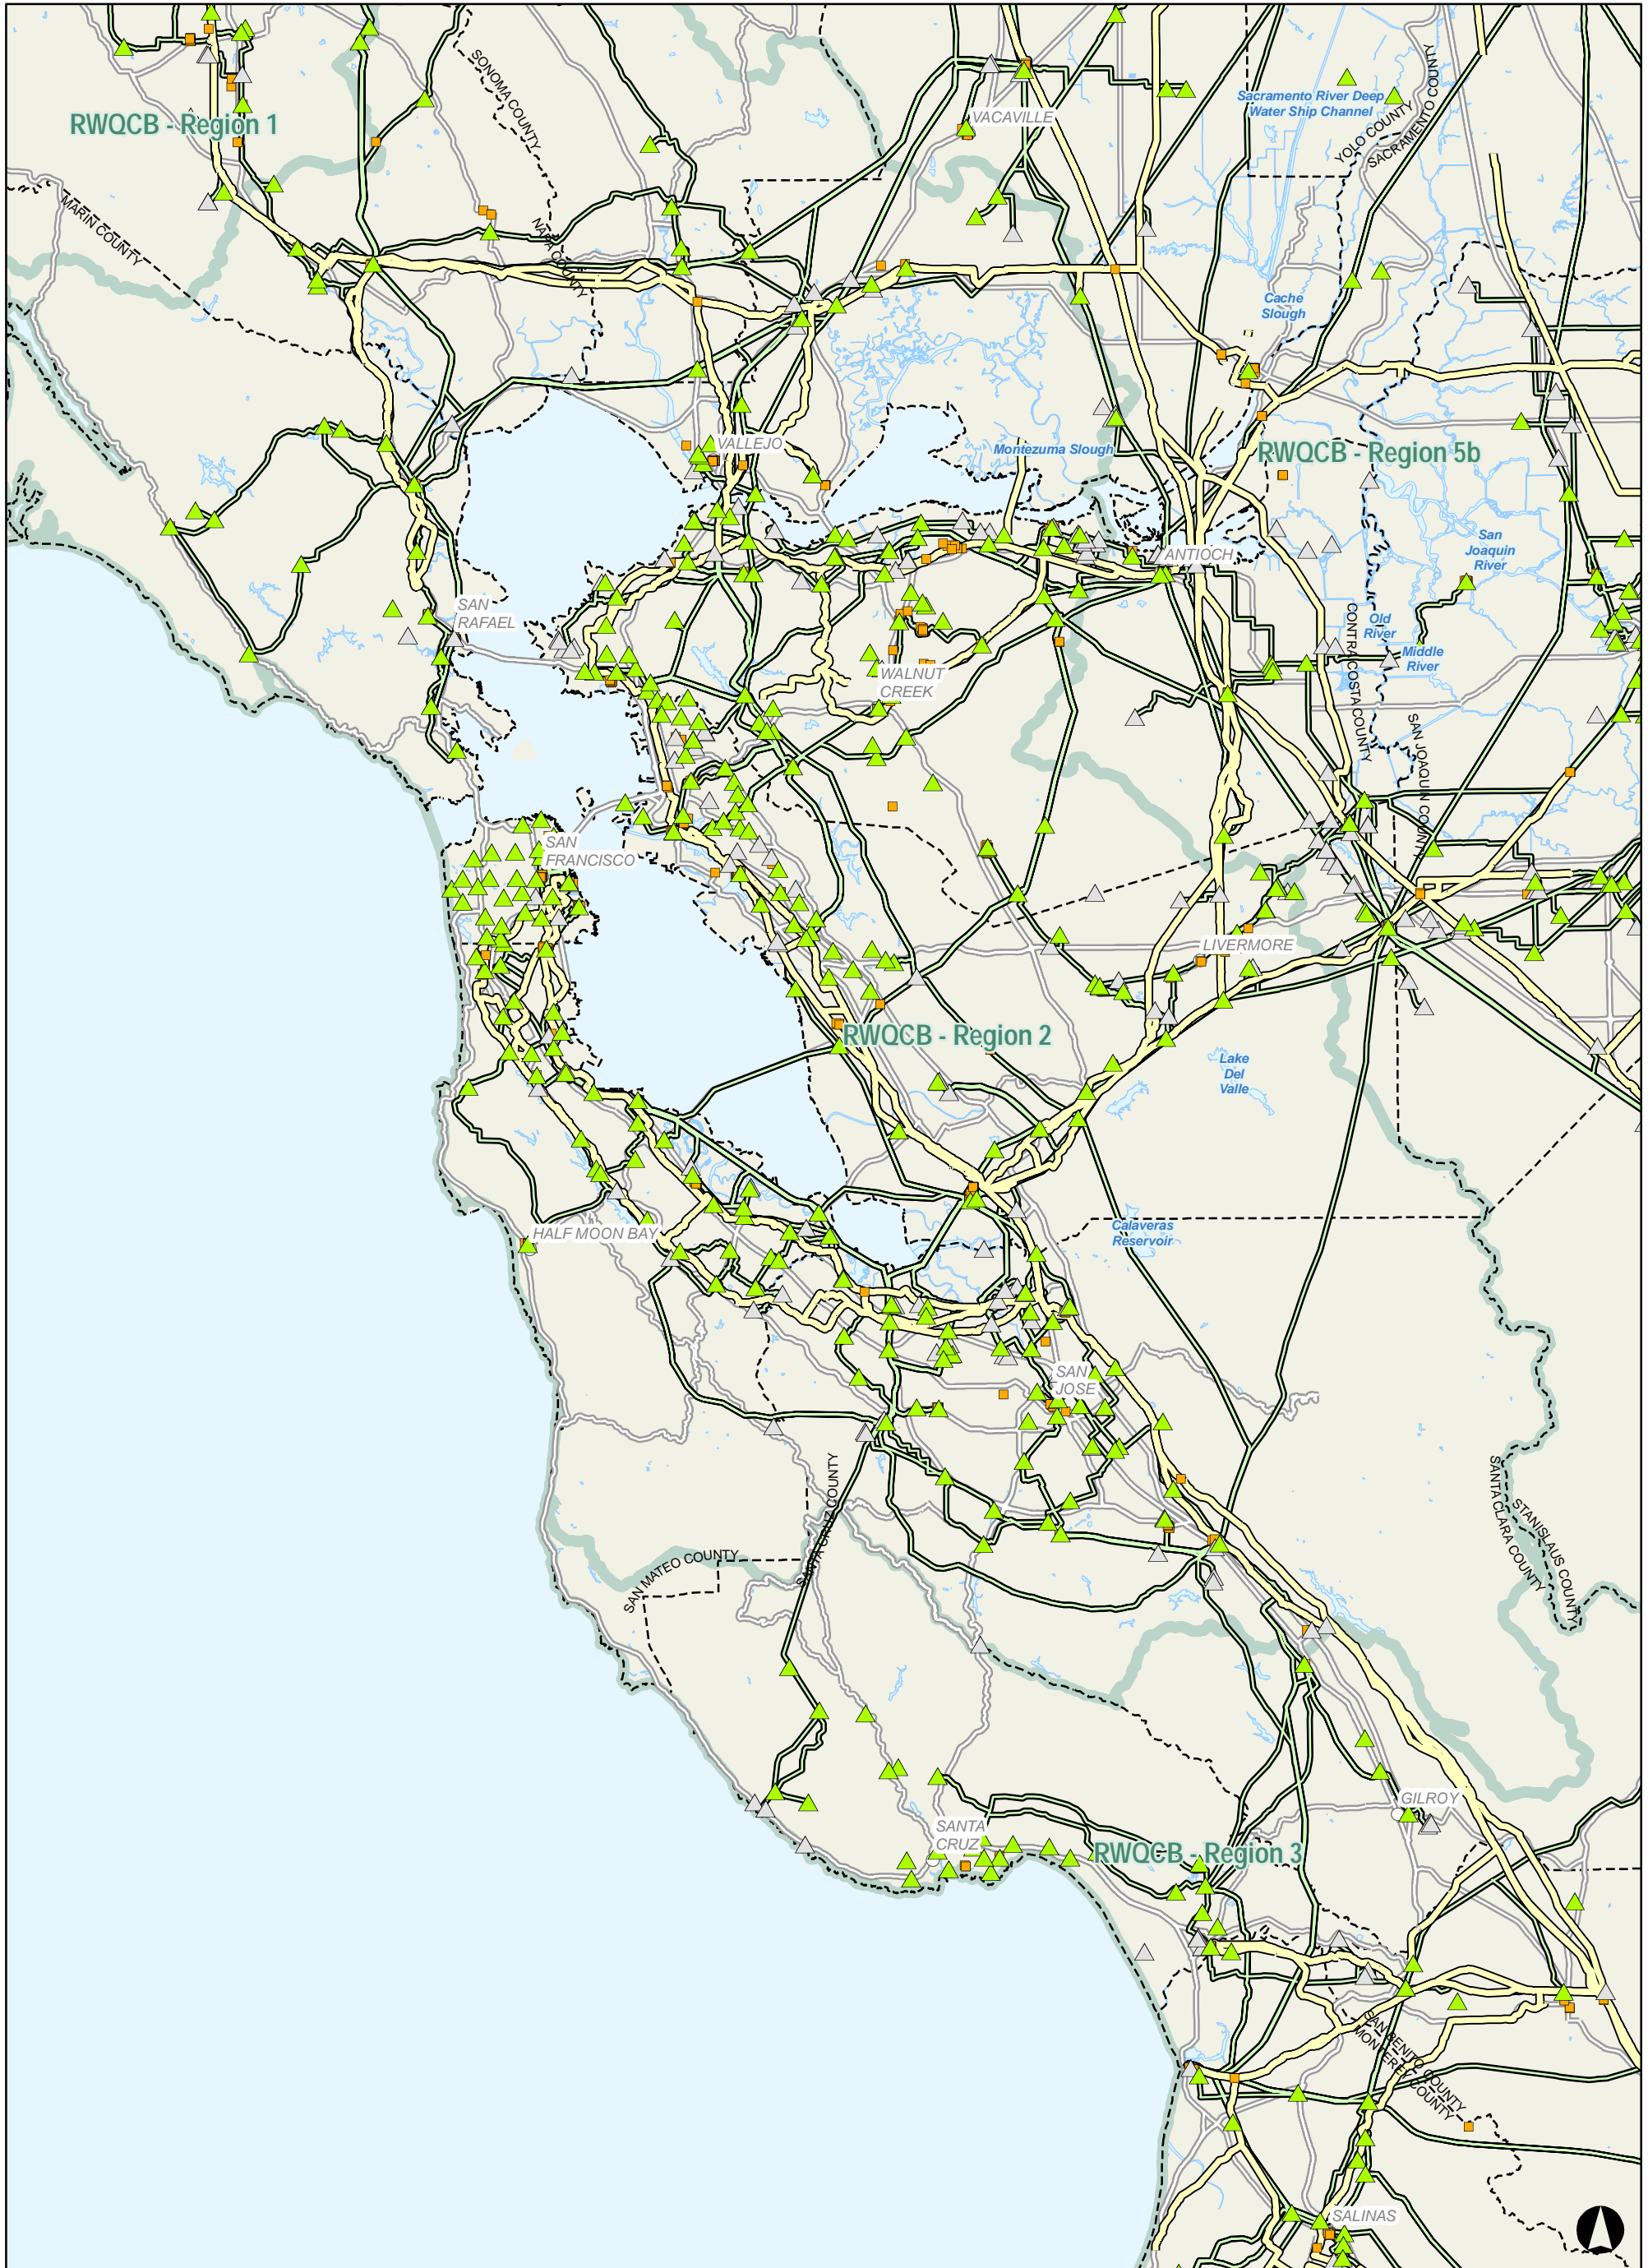 SONOMA COUNTY
COUNTY
Sacramento River Deep
Water Ship Channel
VACAVILLE
RWQCB - Region 1
YOLO COUNTY
SACRAMENTO
MARIN COUNTY
NAPA COUNTY
Cache
Slough
VALLEJO
Montezuma Slough
RWQCB - Region 5b
San
Joaquin
River
ANTIOCH
SAN
RAFAEL
CONTRA COSTA COUNTY
Old
River
Middle
River
WALNUT
CREEK
SAN JOAQUIN COUNTY
SAN
FRANCISCO
LIVERMORE
RWQCB - Region 2
Lake
Del
Valle
HALF MOON BAY
Calaveras
Reservoir
SAN
JOSE
SANTA CRUZ COUNTY
SAN MATEO COUNTY
STANISLAUS COUNTY
SANTA CLARA COUNTY
GILROY
SANTA
CRUZ
RWQCB - Region 3
SAN BENITO COUNTY
MONTEREY COUNTY
SALINAS